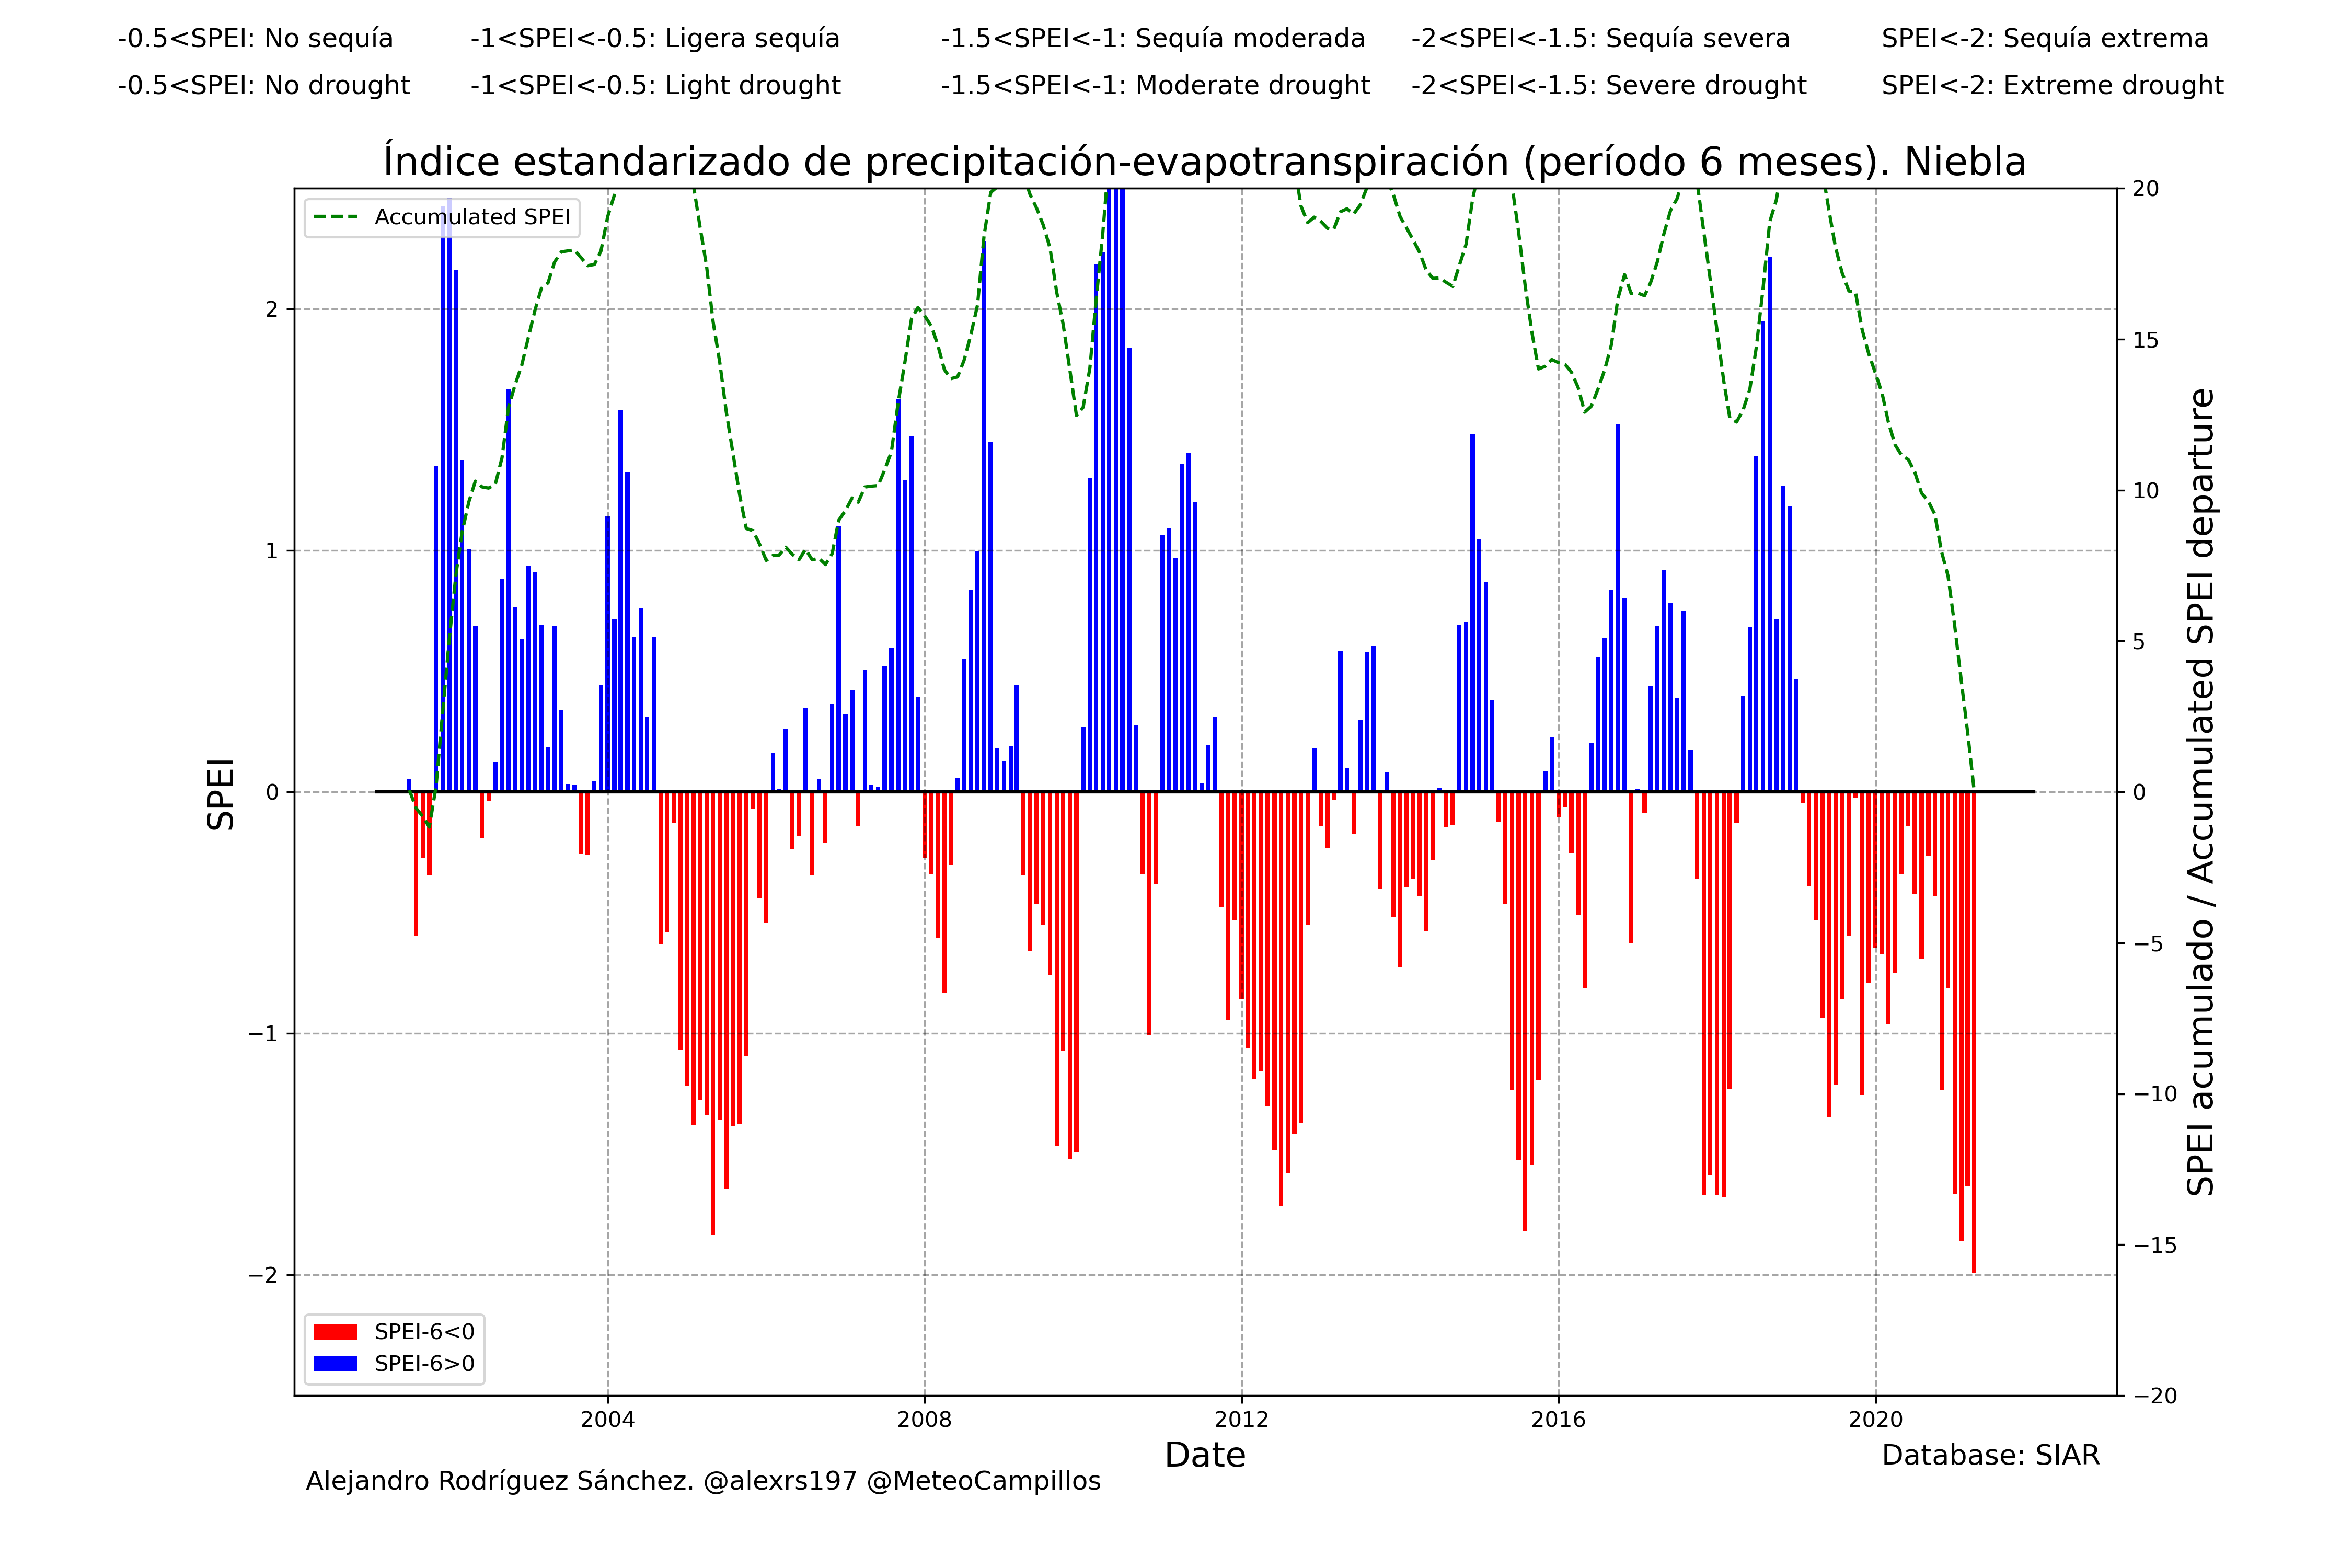 -0.5<SPEI: No sequía -1<SPEI<-0.5: Ligera sequía -1.5<SPEI<-1: Sequía moderada -2<SPEI<-1.5: Sequía severa SPEI<-2: Sequía extrema
-0.5<SPEI: No drought -1<SPEI<-0.5: Light drought -1.5<SPEI<-1: Moderate drought -2<SPEI<-1.5: Severe drought SPEI<-2: Extreme drought
Índice estandarizado de precipitación-evapotranspiración (período 6 meses). Niebla
Accumulated SPEI
2
1
0
−1
−2
SPEI
20
15
10
5
0
−5
−10
−15
−20
SPEI acumulado / Accumulated SPEI departure
SPEI-6<0
SPEI-6>0
2004 2008 2012 2016 2020
Date
Database: SIAR
Alejandro Rodríguez Sánchez. @alexrs197 @MeteoCampillos